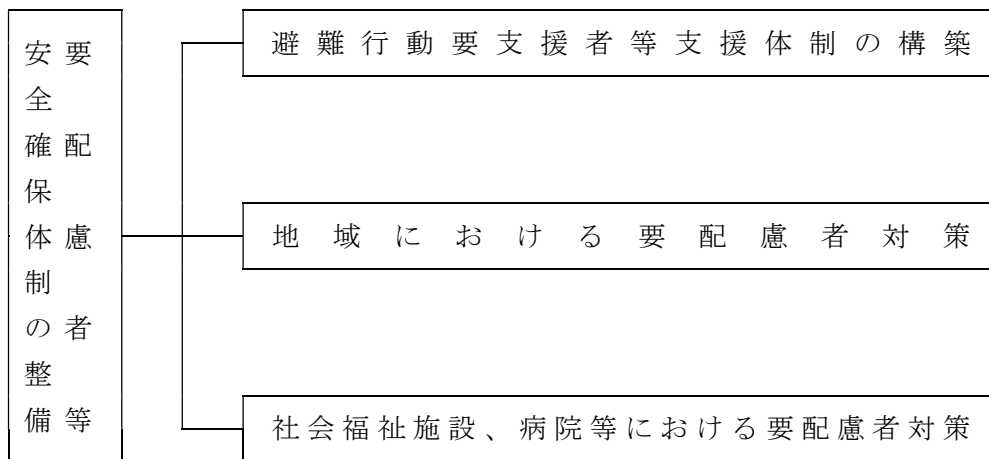 要配慮者等
安全確保体制の整備
避難行動要支援者等支援体制の構築
地域における要配慮者対策
社会福祉施設、病院等における要配慮者対策